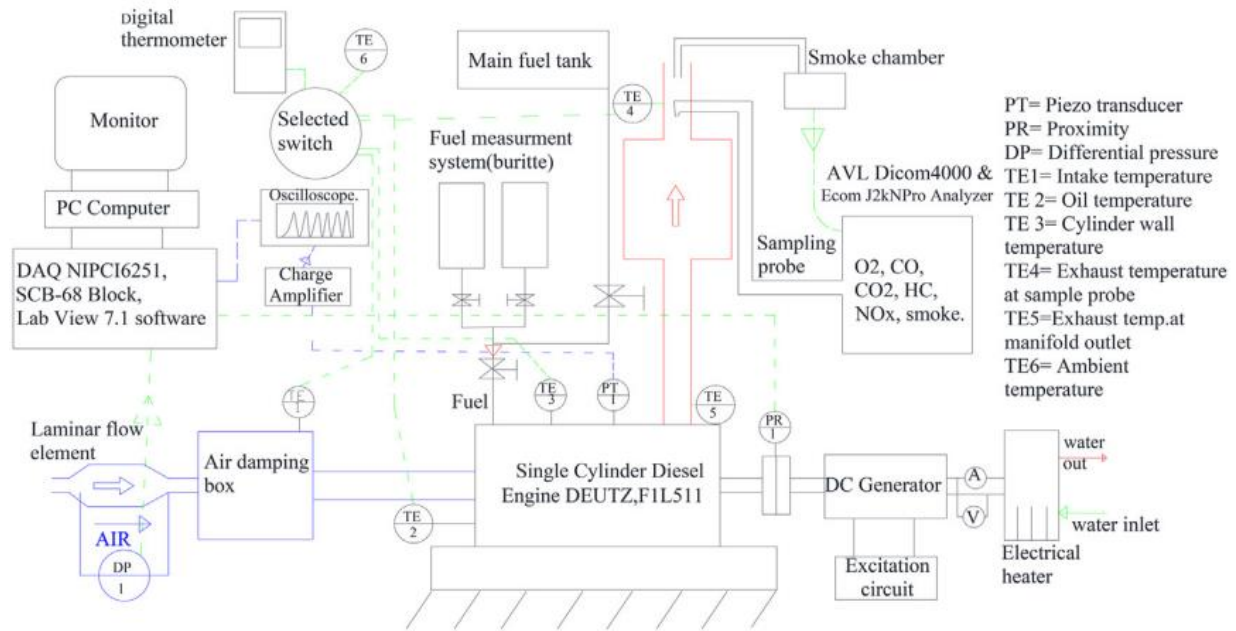 Digital
thermometer
TE
6
Main fuel tank
Smoke chamber
Monitor
Selected
switch
TE
4
Fuel measurment
system(buritte)
PT= Piezo transducer
PR= Proximity
DP= Differential pressure
TE1= Intake temperature
TE 2= Oil temperature
TE 3= Cylinder wall
temperature
TE4= Exhaust temperature
at sample probe
TE5=Exhaust temp.at
manifold outlet
TE6= Ambient
temperature
AVL Dicom4000 &
Ecom J2kNPro Analyzer
PC Computer
Oscilloscope.
Sampling
probe
DAQ NIPCI6251,
SCB-68 Block,
Lab View 7.1 software
Charge
Amplifier
O2, CO,
CO2, HC,
NOx, smoke.
TE
1
Fuel
TE
3
PT
1
TE
5
PR
1
Laminar flow
element
Air damping
box
Single Cylinder Diesel
Engine DEUTZ,F1L511
DC Generator
A
V
water
out
water inlet
AIR
TE
2
DP
1
Excitation
circuit
Electrical
heater